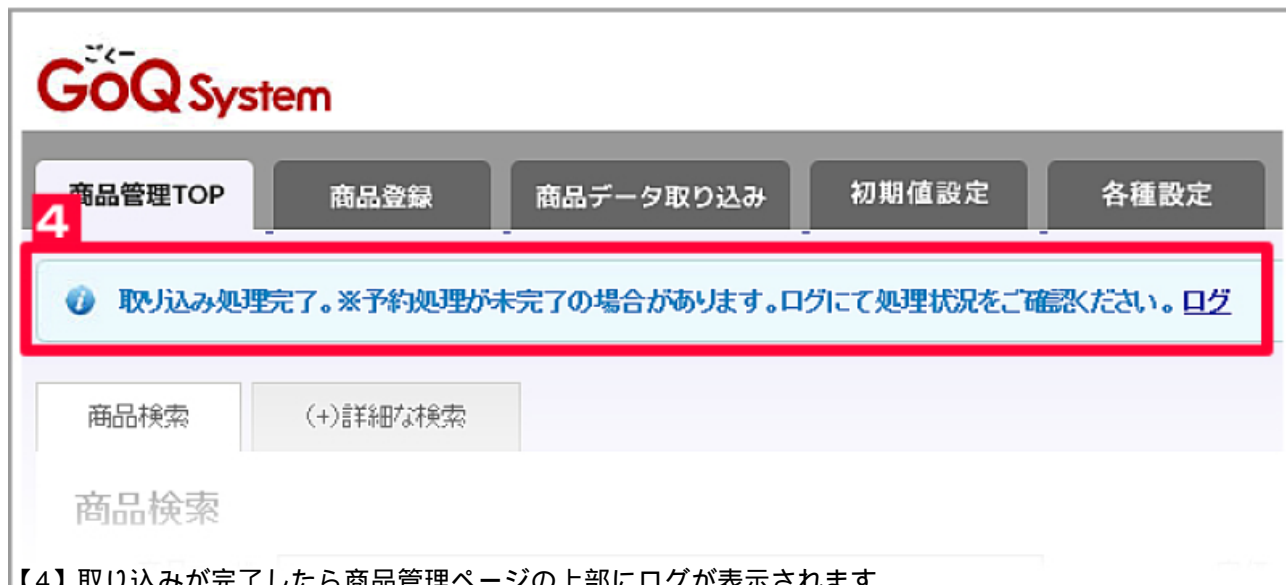 ごくー
GoQ System
商品管理TOP 商品登録 商品データ取り込み 初期値設定 各種設定
4
取り込み処理完了。※予約処理が未完了の場合があります。ログにて処理状況をご確認ください。ログ
商品検索 (+)詳細な検索
商品検索
【4】取り込みが完了したら商品管理ページの上部にログが表示されます